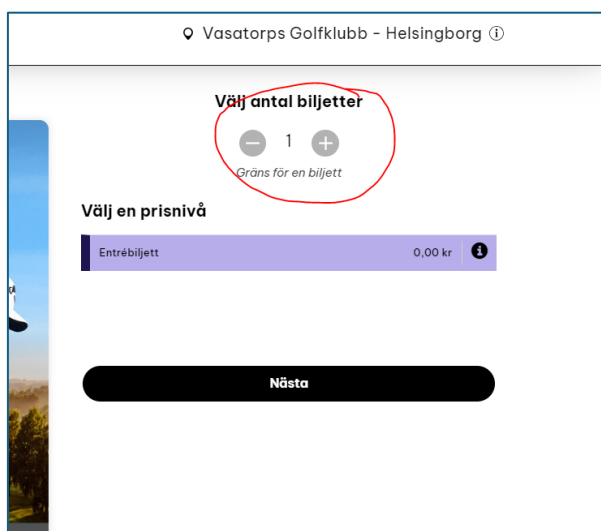 Vasatorps Golfklubb - Helsingborg
Välj antal biljetter
1
Gräns för en biljett
Välj en prisnivå
Entrébiljett 0,00 kr
Nästa